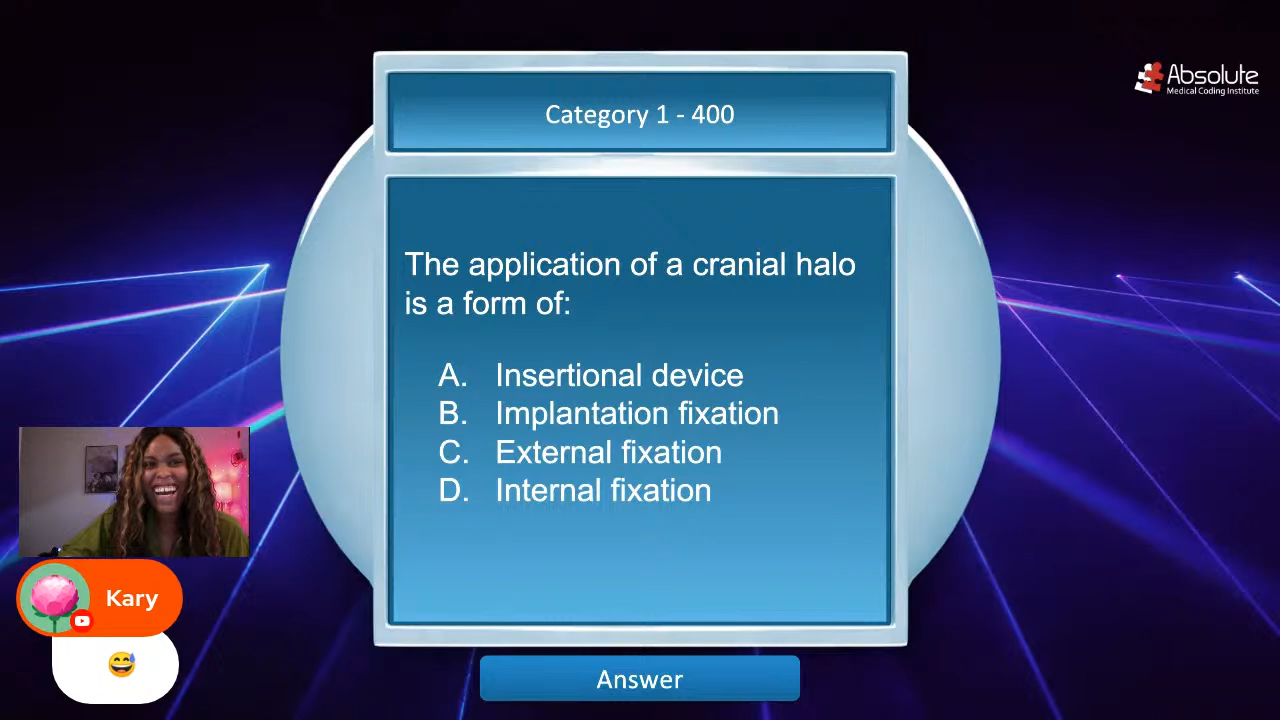 Absolute
Medical Coding Institute
Category 1 - 400
The application of a cranial halo
is a form of:
A. Insertional device
B. Implantation fixation
C. External fixation
D. Internal fixation
Kary
Answer